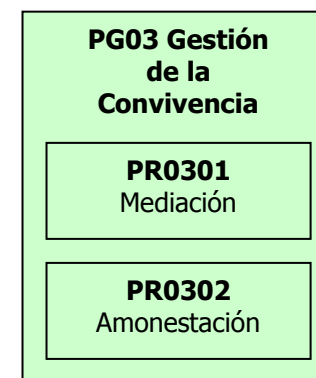 PG03 Gestión
de la
Convivencia
PR0301
Mediación
PR0302
Amonestación